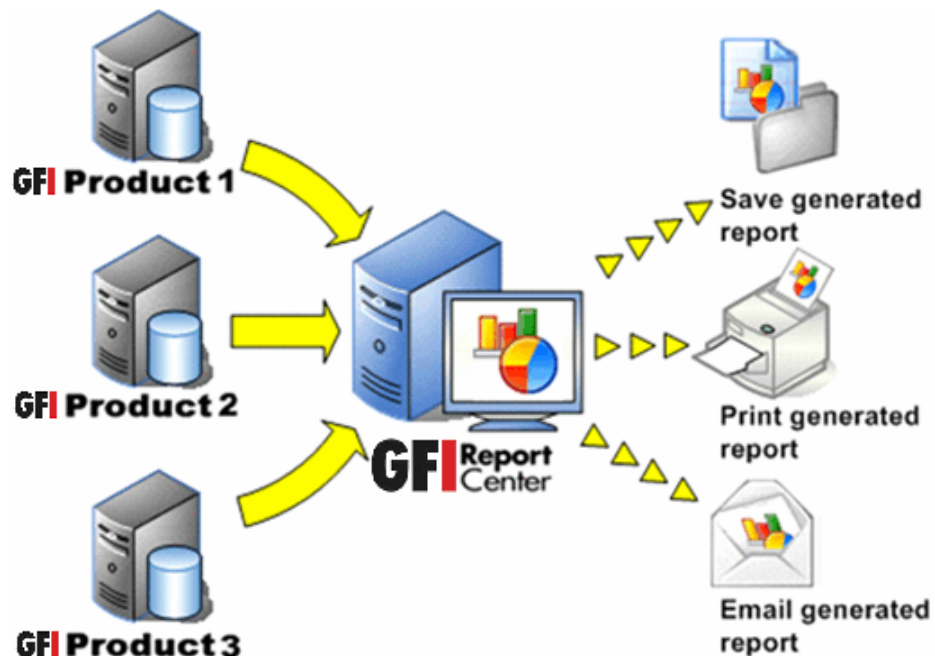 GFI Product 1
GFI Product 2
GFI Product 3
GFI Report
Center
Save generated
report
Print generated
report
Email generated
report